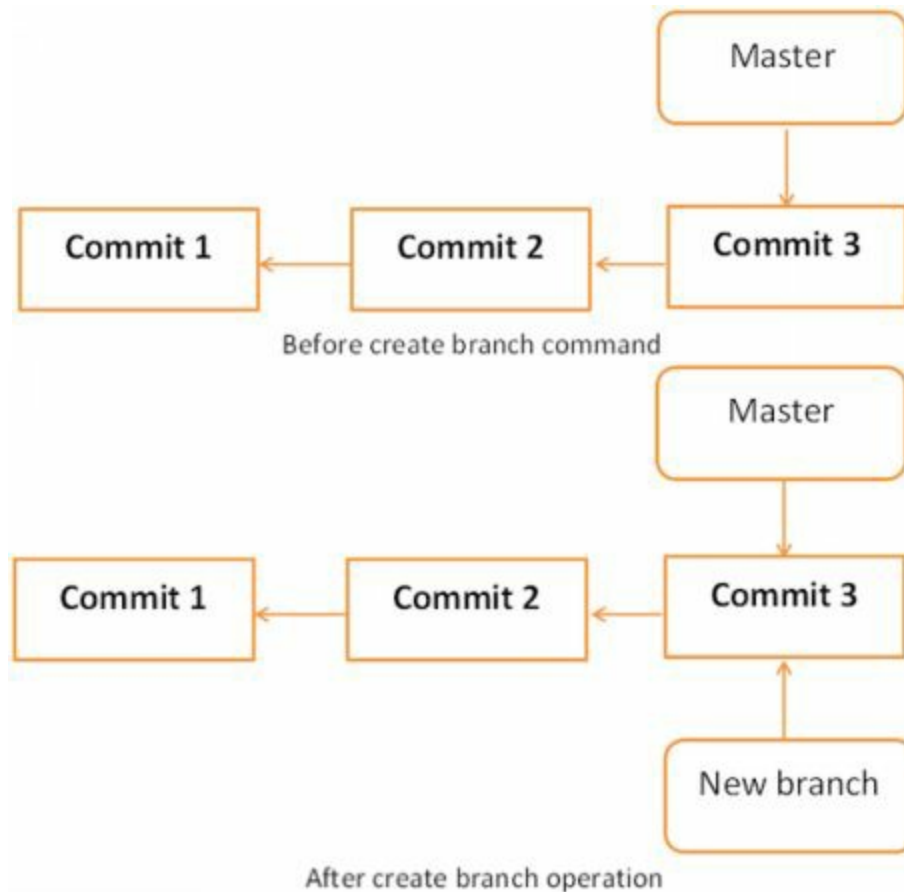 Master
Commit 1
Commit 2
Commit 3
Before create branch command
Master
Commit 1
Commit 2
Commit 3
New branch
After create branch operation